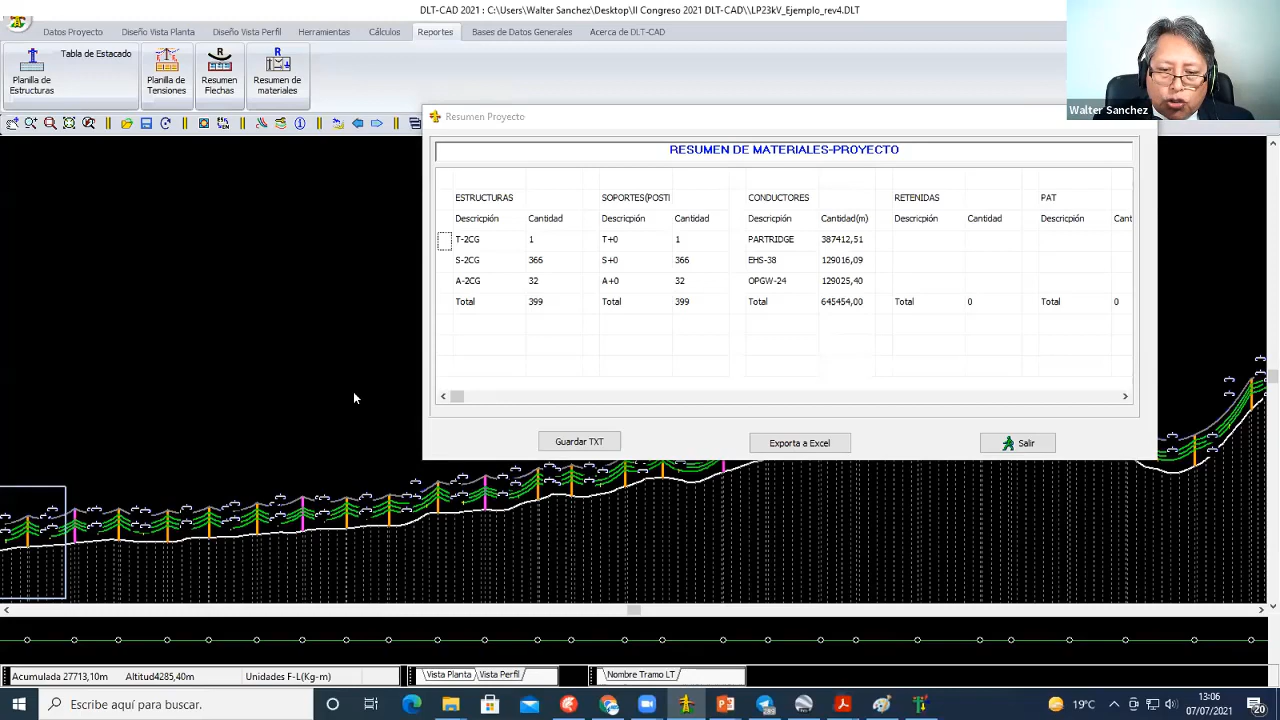 DLT-CAD 2021 : C:\Users\Walter Sanchez\Desktop\II Congreso 2021 DLT-CAD\\LP23kV_Ejemplo_rev4.DLT
Datos Proyecto Diseño Vista Planta Diseño Vista Perfil Herramientas Cálculos Reportes Bases de Datos Generales Acerca de DLT-CAD
Planilla de Estructuras
Tabla de Estacado
Planilla de Tensiones
Resumen Flechas
Resumen de materiales
Walter Sanchez
Resumen Proyecto
RESUMEN DE MATERIALES-PROYECTO
ESTRUCTURAS SOPORTES(POSTI CONDUCTORES RETENIDAS PAT
Descripción Cantidad Descripción Cantidad Descripción Cantidad(m) Descripción Cantidad Descripción Cant
T-2CG 1 T+0 1 PARTRIDGE 387412,51
S-2CG 366 S+0 366 EHS-38 129016,09
A-2CG 32 A+0 32 OPGW-24 129025,40
Total 399 Total 399 Total 645454,00 Total 0 Total 0
Guardar TXT Exporta a Excel Salir
Acumulada 27713,10m Altitud4285,40m Unidades F-L(Kg-m) Vista Planta Vista Perfil Nombre Tramo LT
Escribe aquí para buscar.
19°C
13:06
07/07/2021
20